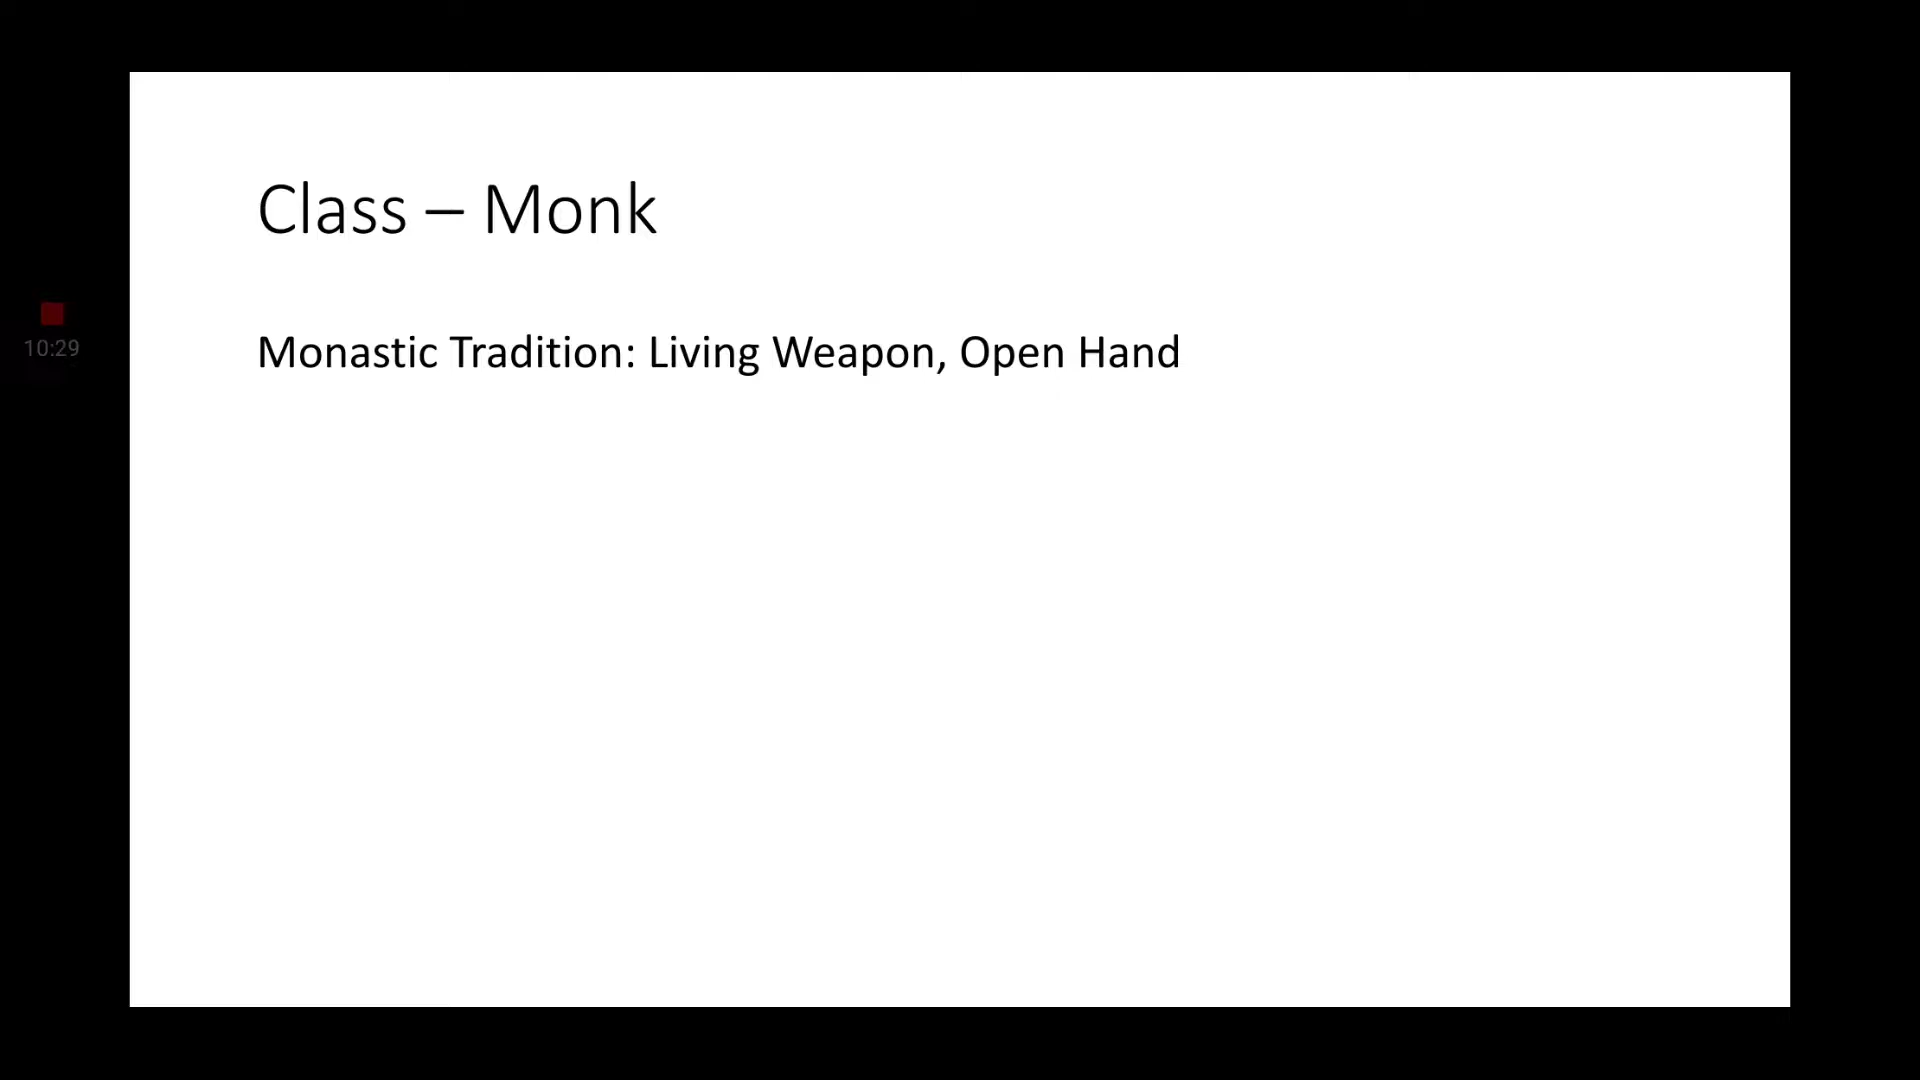 Class – Monk
10:29
Monastic Tradition: Living Weapon, Open Hand